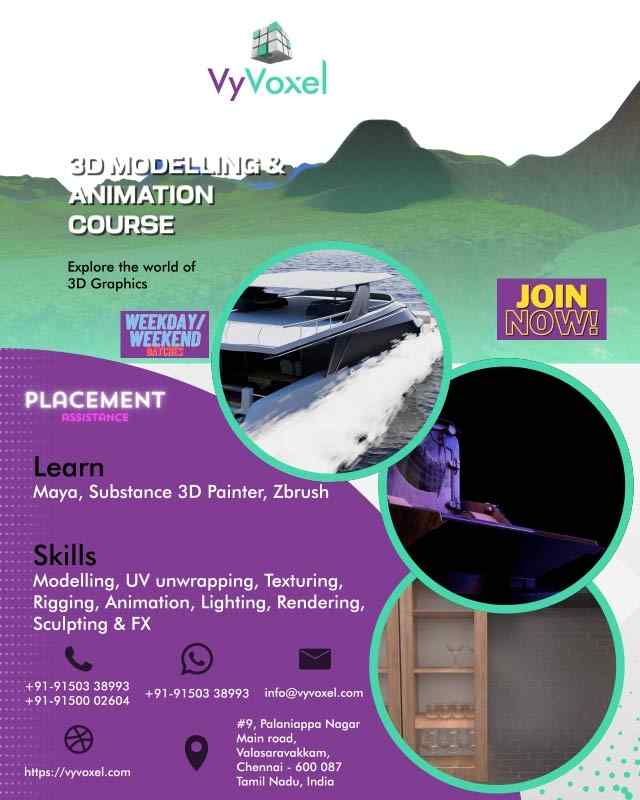 VyVoxel
3D MODELLING &
ANIMATION
COURSE
Explore the world of
3D Graphics
WEEKDAY/
WEEKEND
BATCHES
JOIN
NOW!
PLACEMENT
ASSISTANCE
Learn
Maya, Substance 3D Painter, Zbrush
Skills
Modelling, UV unwrapping, Texturing,
Rigging, Animation, Lighting, Rendering,
Sculpting & FX
+91-91503 38993
+91-91500 02604
+91-91503 38993
info@vyvoxel.com
https://vyvoxel.com
#9, Palaniappa Nagar
Main road,
Valasaravakkam,
Chennai - 600 087
Tamil Nadu, India